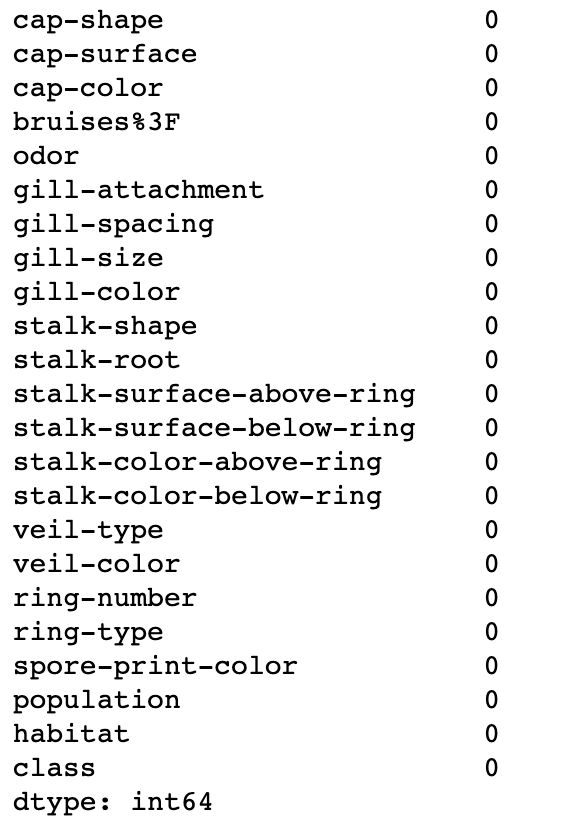 cap-shape 0
cap-surface 0
cap-color 0
bruises%3F 0
odor 0
gill-attachment 0
gill-spacing 0
gill-size 0
gill-color 0
stalk-shape 0
stalk-root 0
stalk-surface-above-ring 0
stalk-surface-below-ring 0
stalk-color-above-ring 0
stalk-color-below-ring 0
veil-type 0
veil-color 0
ring-number 0
ring-type 0
spore-print-color 0
population 0
habitat 0
class 0
dtype: int64